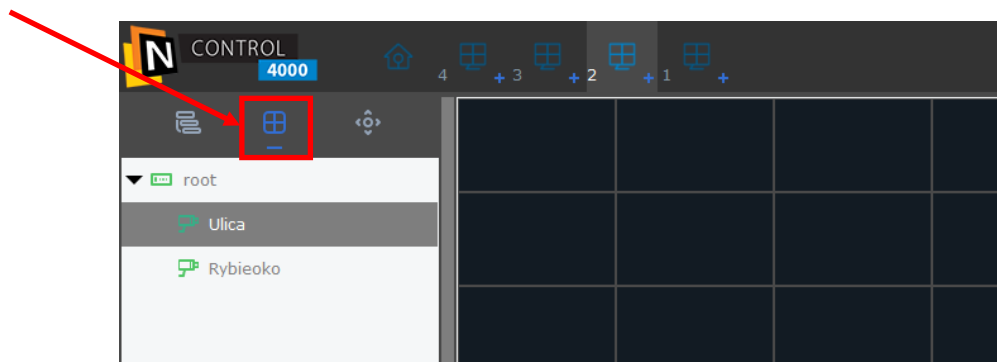 N CONTROL
4000
4 + 3 + 2 + 1 +
root
Ulica
Rybieoko